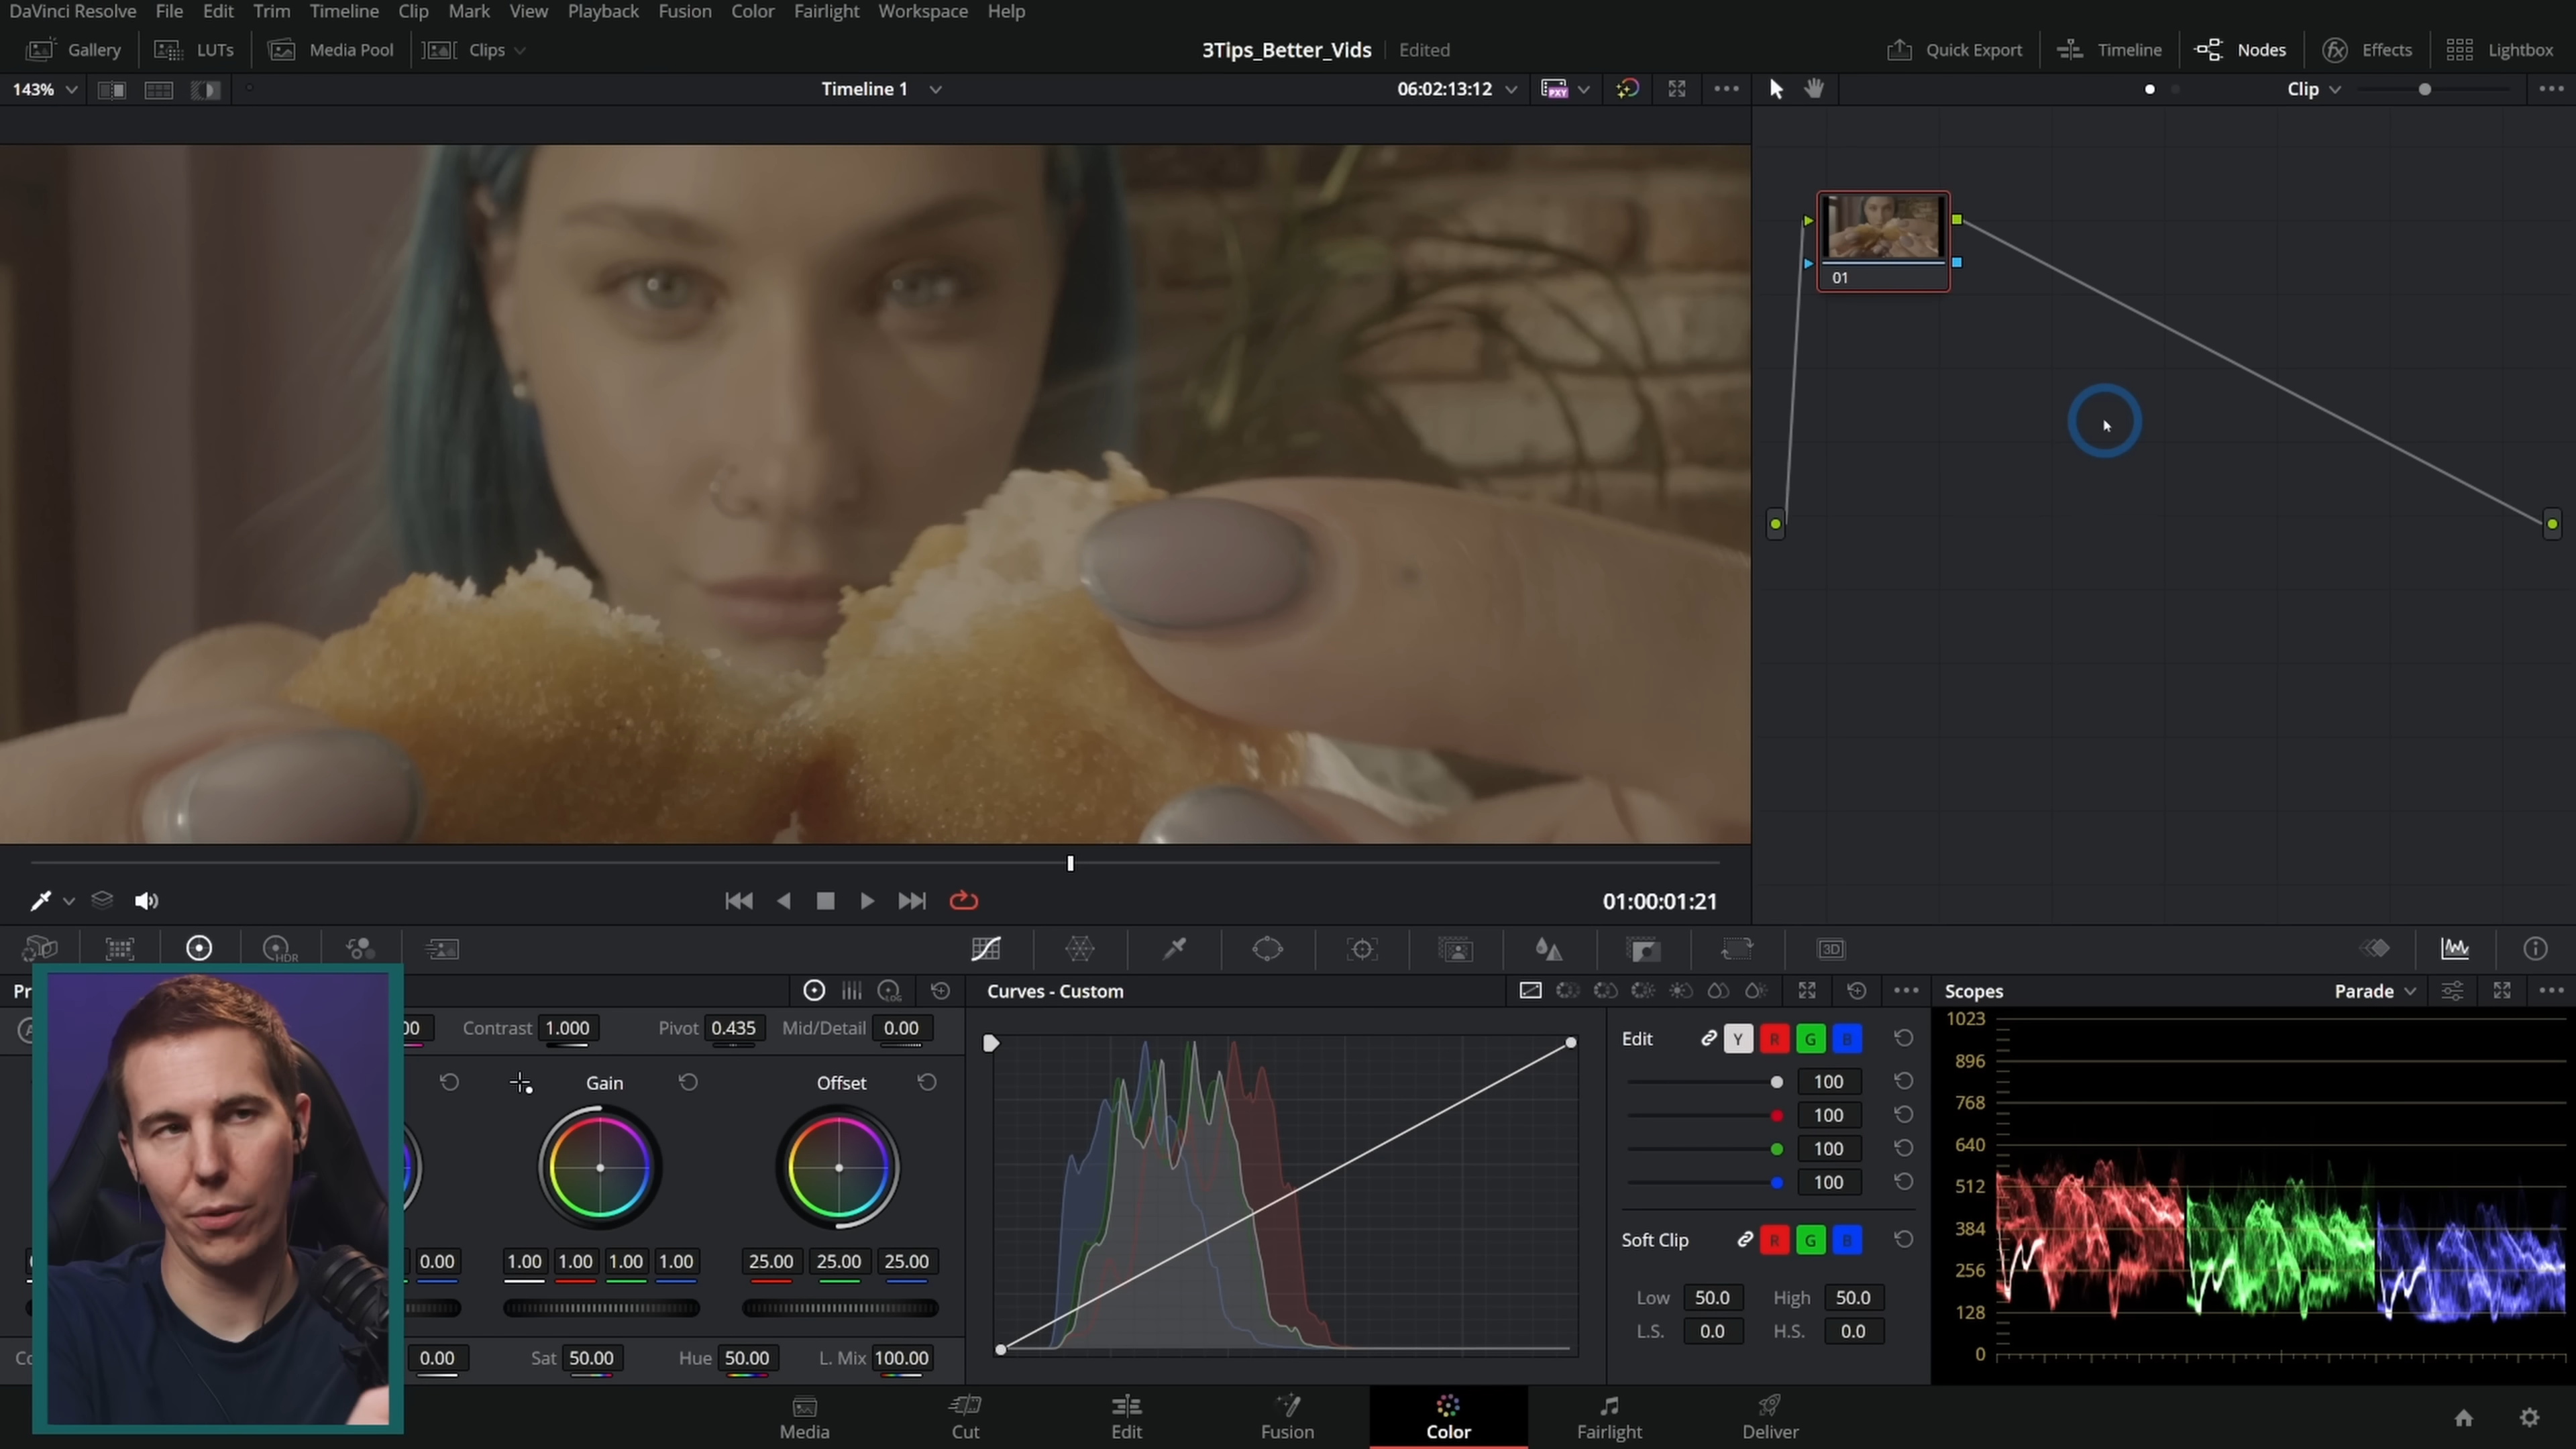 DaVinci Resolve File Edit Trim Timeline Clip Mark View Playback Fusion Color Fairlight Workspace Help
Gallery LUTs Media Pool Clips 3Tips_Better_Vids Edited Quick Export Timeline Nodes Effects Lightbox
143% Timeline 1 06:02:13:12 PXY Clip
01
01:00:01:21
HDR 3D
Pr Curves - Custom Scopes Parade
LOG
00 Contrast 1.000 Pivot 0.435 Mid/Detail 0.00
Gain Offset
0.00 1.00 1.00 1.00 1.00 25.00 25.00 25.00
Co 0.00 Sat 50.00 Hue 50.00 L. Mix 100.00
Edit Y R G B
100
100
100
100
Soft Clip R G B
Low 50.0 High 50.0
L.S. 0.0 H.S. 0.0
1023
896
768
640
512
384
256
128
0
Media Cut Edit Fusion Color Fairlight Deliver